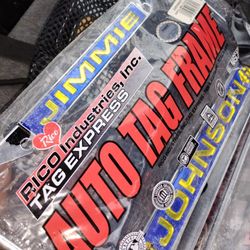 JIMMIE
Rico
RICO Industries, Inc.
TAG EXPRESS
AUTO TAG FRAME
JOHNSON